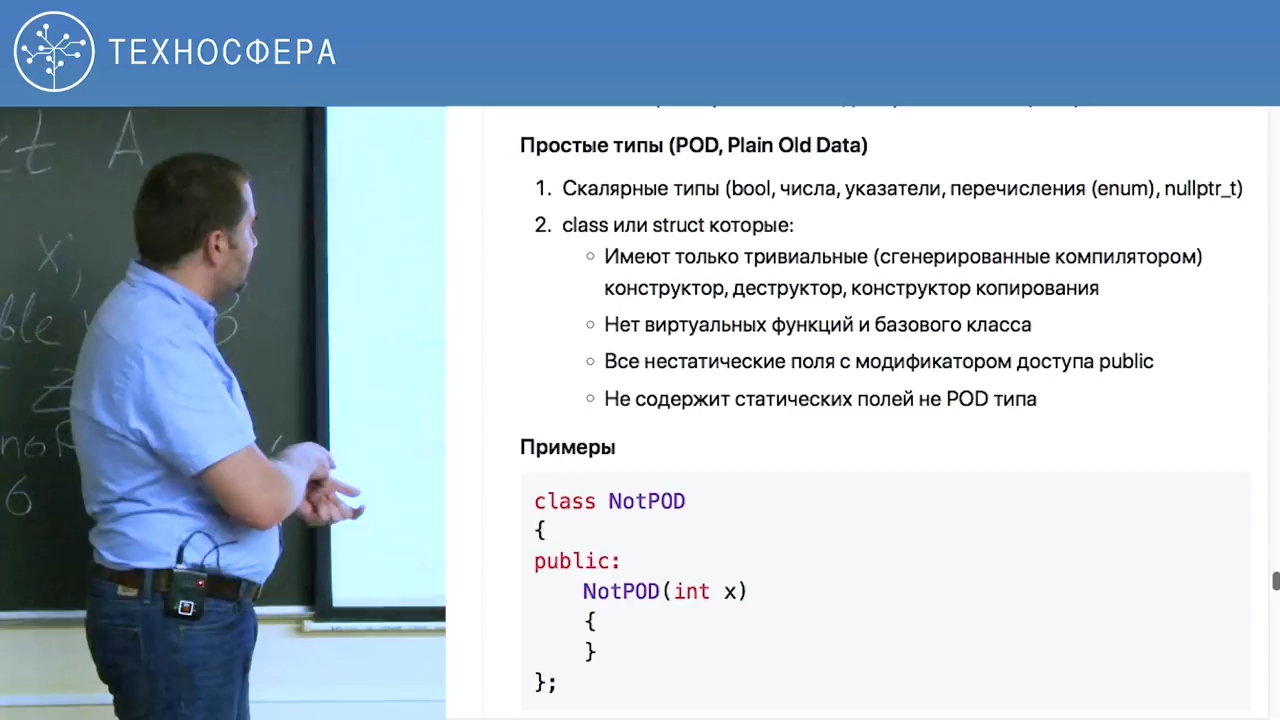 ТЕХНОСФЕРА
Простые типы (POD, Plain Old Data)
1. Скалярные типы (bool, числа, указатели, перечисления (enum), nullptr_t)
2. class или struct которые:
Имеют только тривиальные (сгенерированные компилятором)
конструктор, деструктор, конструктор копирования
Нет виртуальных функций и базового класса
Все нестатические поля с модификатором доступа public
Не содержит статических полей не POD типа
Примеры
class NotPOD
{
public:
NotPOD(int x)
{
}
};
A
x;
6